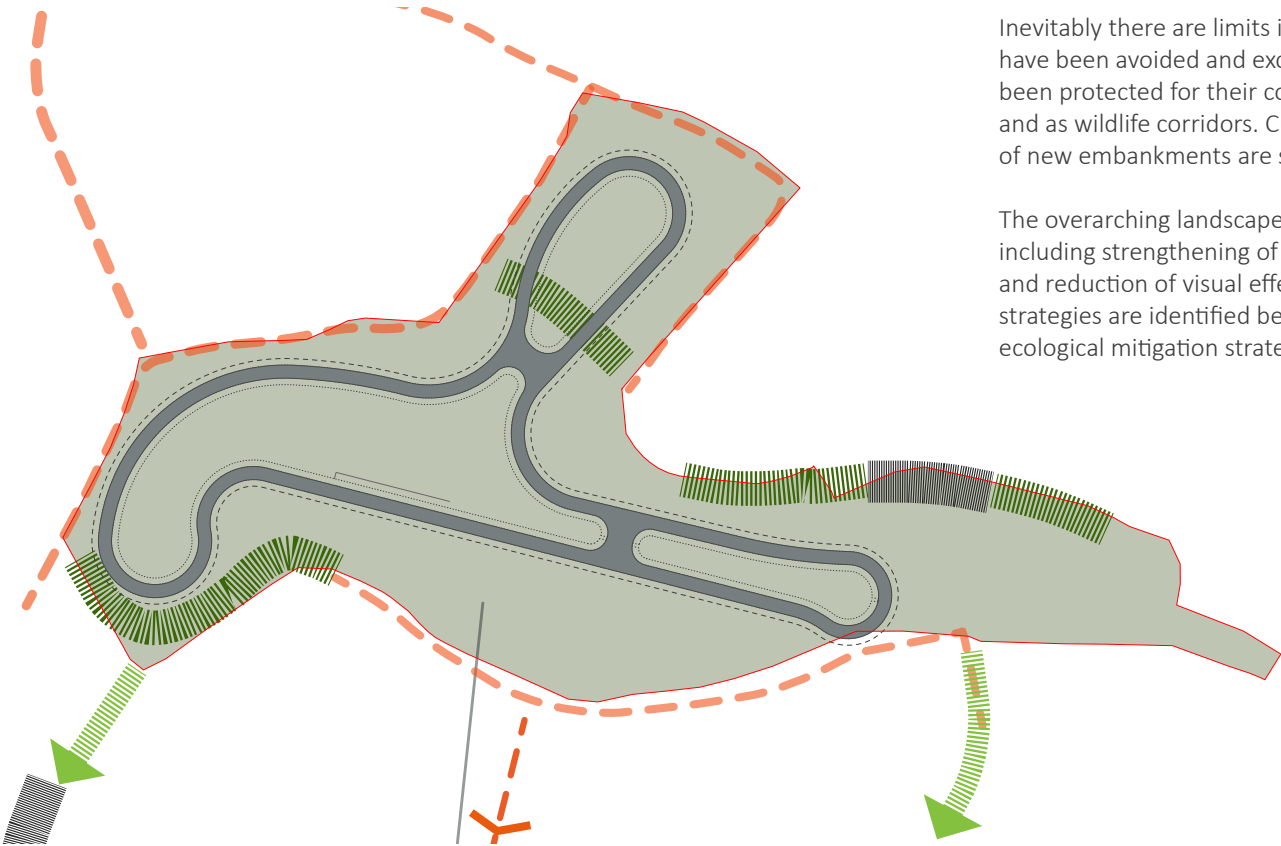 Inevitably there are limits i
have been avoided and exc
been protected for their co
and as wildlife corridors. C
of new embankments are s
The overarching landscape
including strengthening of
and reduction of visual effe
strategies are identified be
ecological mitigation strate